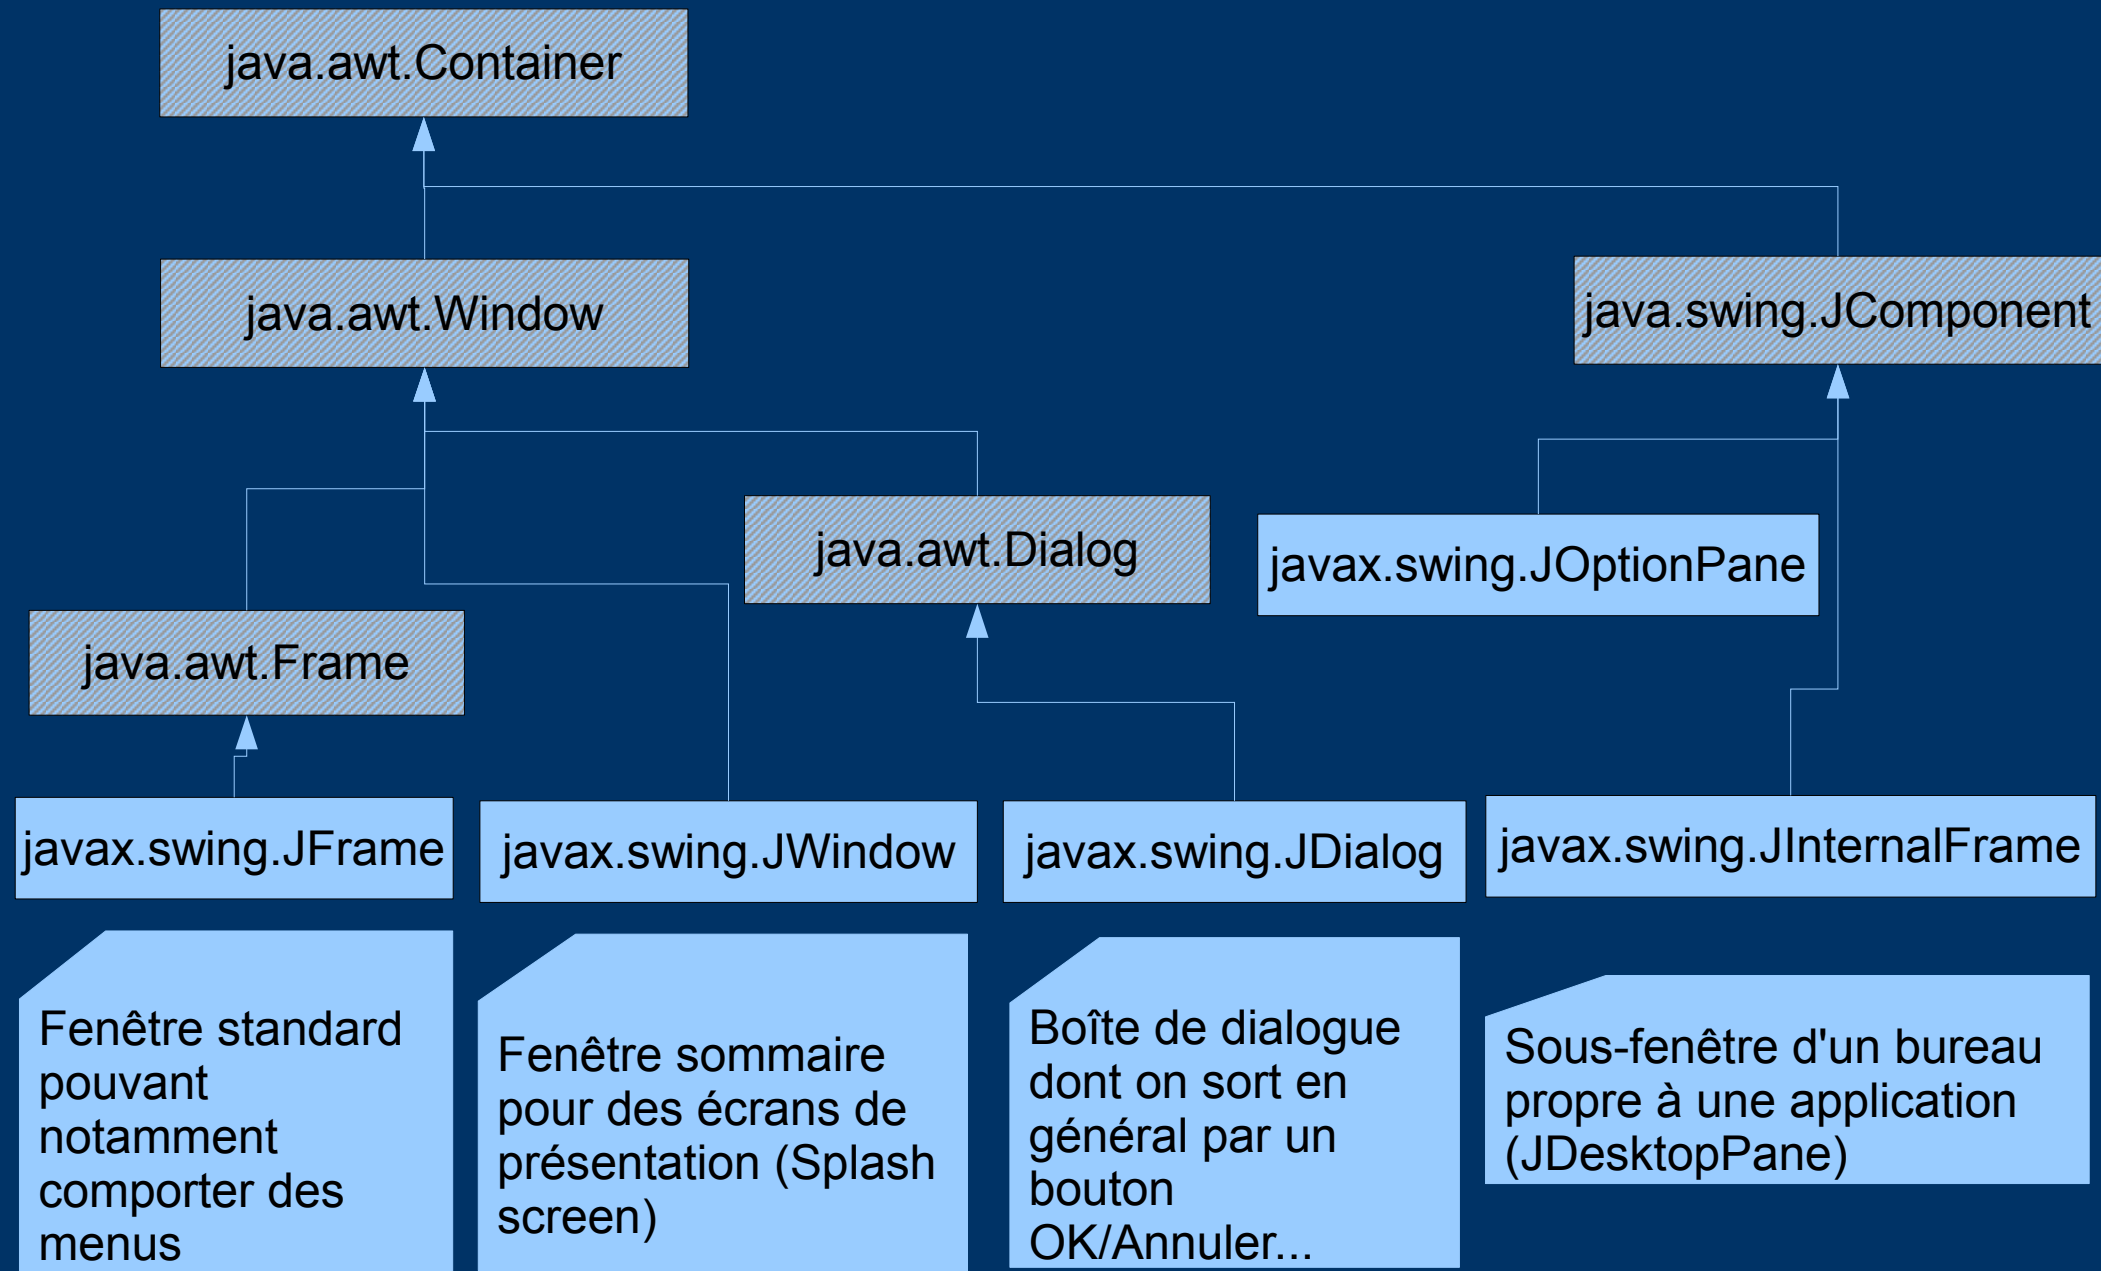 java.awt.Container
java.awt.Window
java.swing.JComponent
java.awt.Dialog
javax.swing.JOptionPane
java.awt.Frame
javax.swing.JFrame
javax.swing.JWindow
javax.swing.JDialog
javax.swing.JInternalFrame
Fenêtre standard
pouvant
notamment
comporter des
menus
Fenêtre sommaire
pour des écrans de
présentation (Splash
screen)
Boîte de dialogue
dont on sort en
général par un
bouton
OK/Annuler...
Sous-fenêtre d'un bureau
propre à une application
(JDesktopPane)